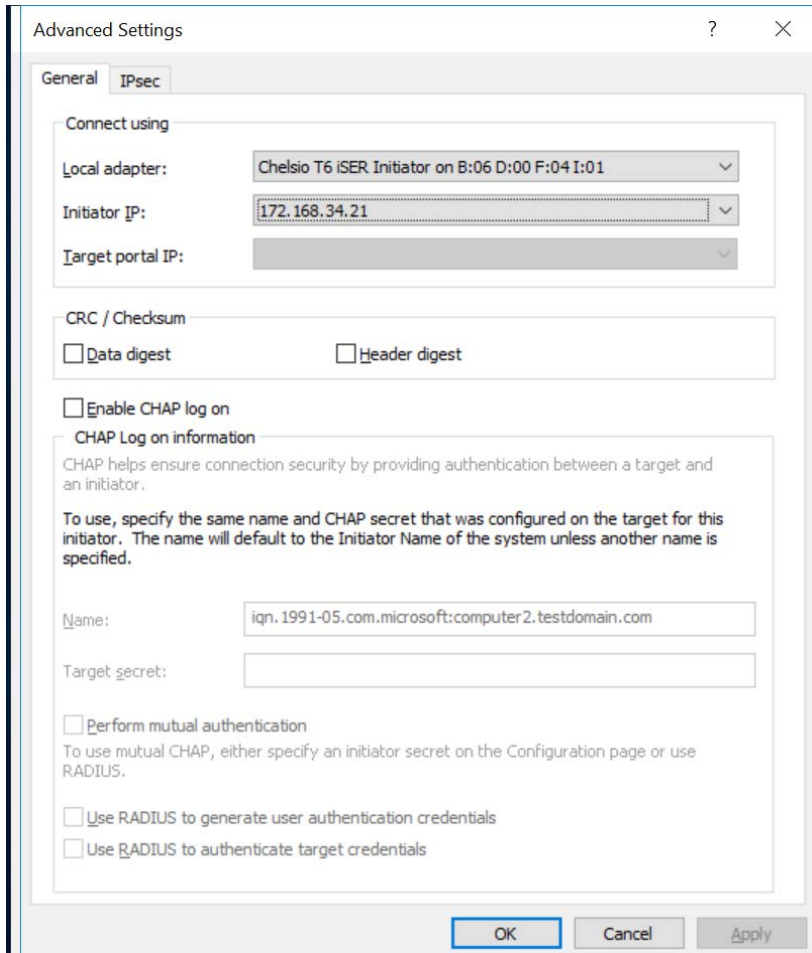 Advanced Settings
?
General
IPsec
Connect using
Local adapter:
Chelsio T6 iSER Initiator on B:06 D:00 F:04 I:01
Initiator IP:
172.168.34.21
Target portal IP:
CRC / Checksum
Data digest
Header digest
Enable CHAP log on
CHAP Log on information
CHAP helps ensure connection security by providing authentication between a target and
an initiator.
To use, specify the same name and CHAP secret that was configured on the target for this
initiator. The name will default to the Initiator Name of the system unless another name is
specified.
Name:
iqn.1991-05.com.microsoft:computer2.testdomain.com
Target secret:
Perform mutual authentication
To use mutual CHAP, either specify an initiator secret on the Configuration page or use
RADIUS.
Use RADIUS to generate user authentication credentials
Use RADIUS to authenticate target credentials
OK
Cancel
Apply